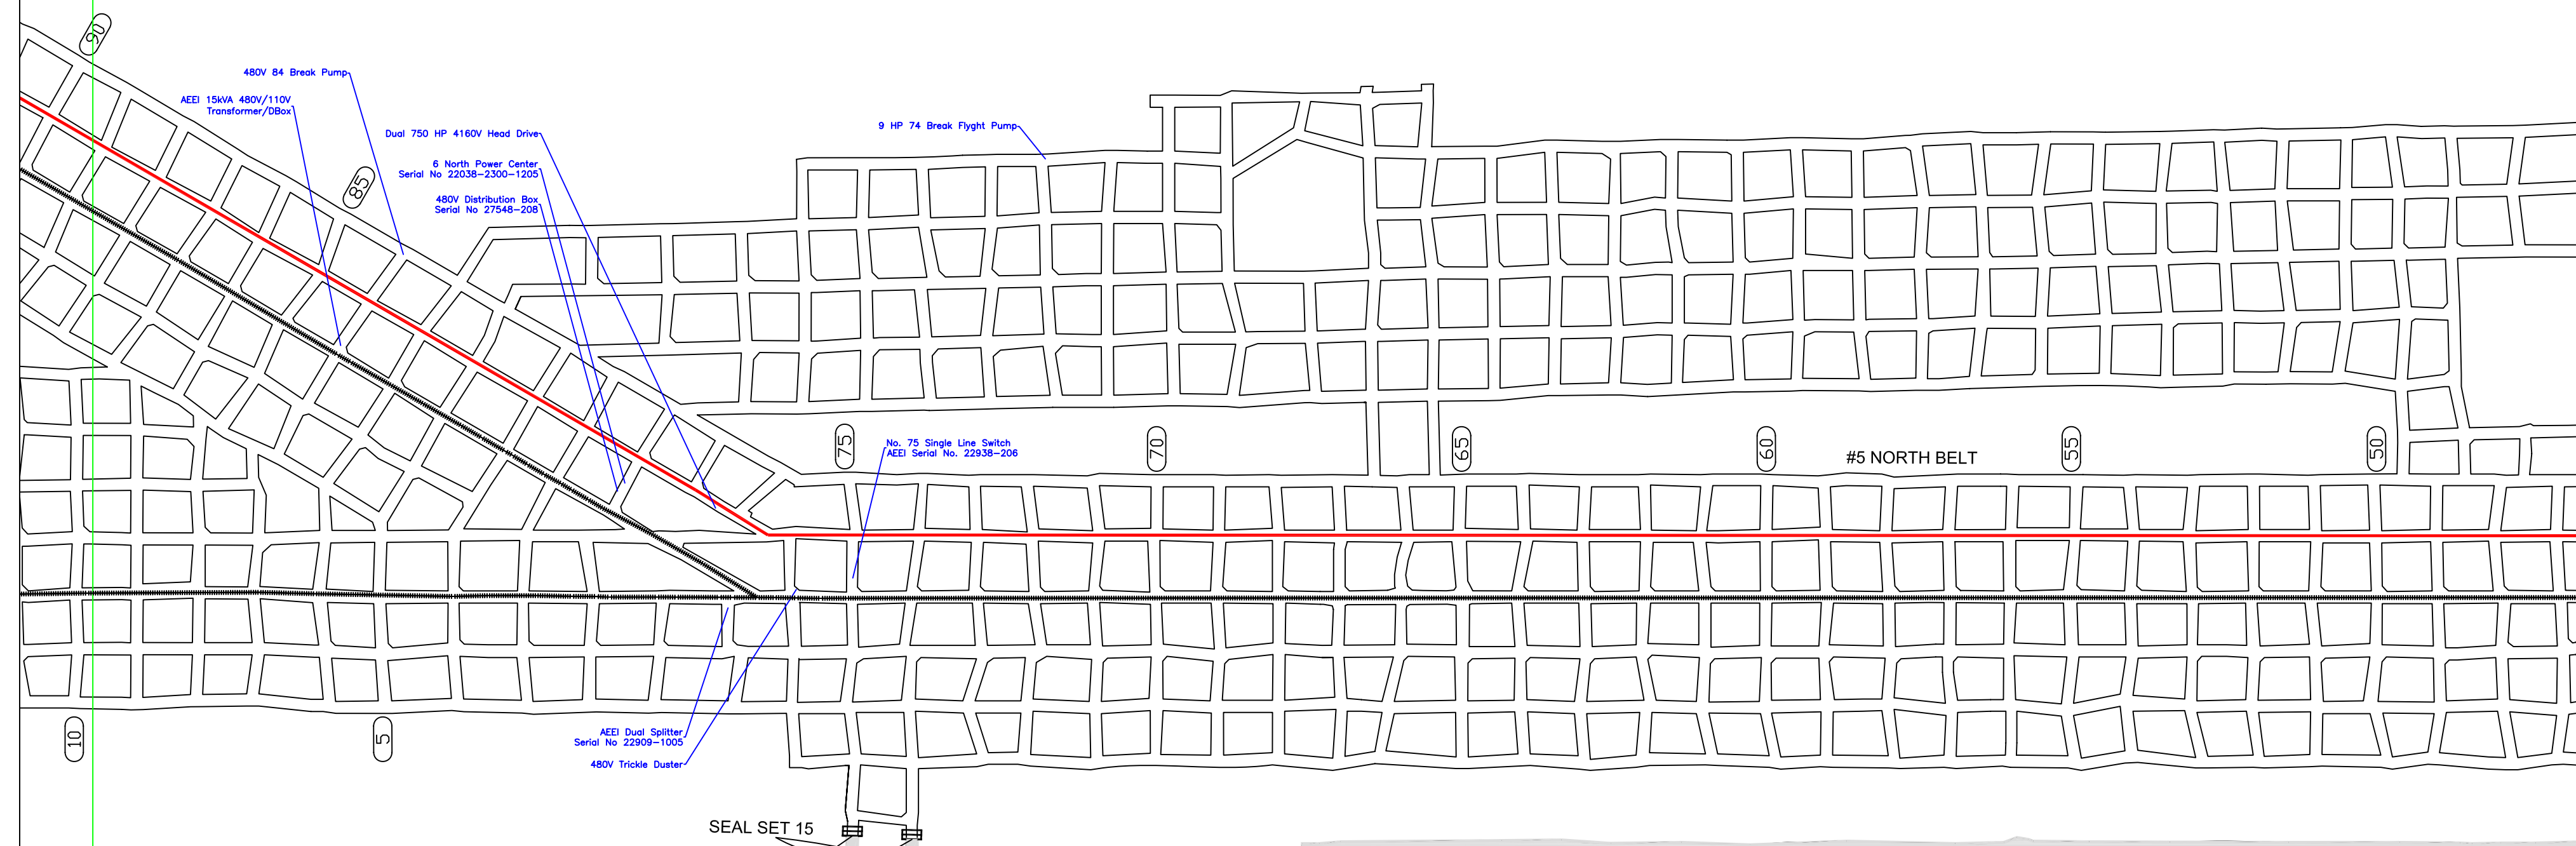 90
480V 84 Break Pump
AEEI 15kVA 480V/110V
Transformer/DBox
Dual 750 HP 4160V Head Drive
9 HP 74 Break Flyght Pump
6 North Power Center
Serial No 22038-2300-1205
85
480V Distribution Box
Serial No 27548-208
75
No. 75 Single Line Switch
AEEI Serial No. 22938-206
70
65
60
#5 NORTH BELT
55
50
10
5
AEEI Dual Splitter
Serial No 22909-1005
480V Trickle Duster
SEAL SET 15